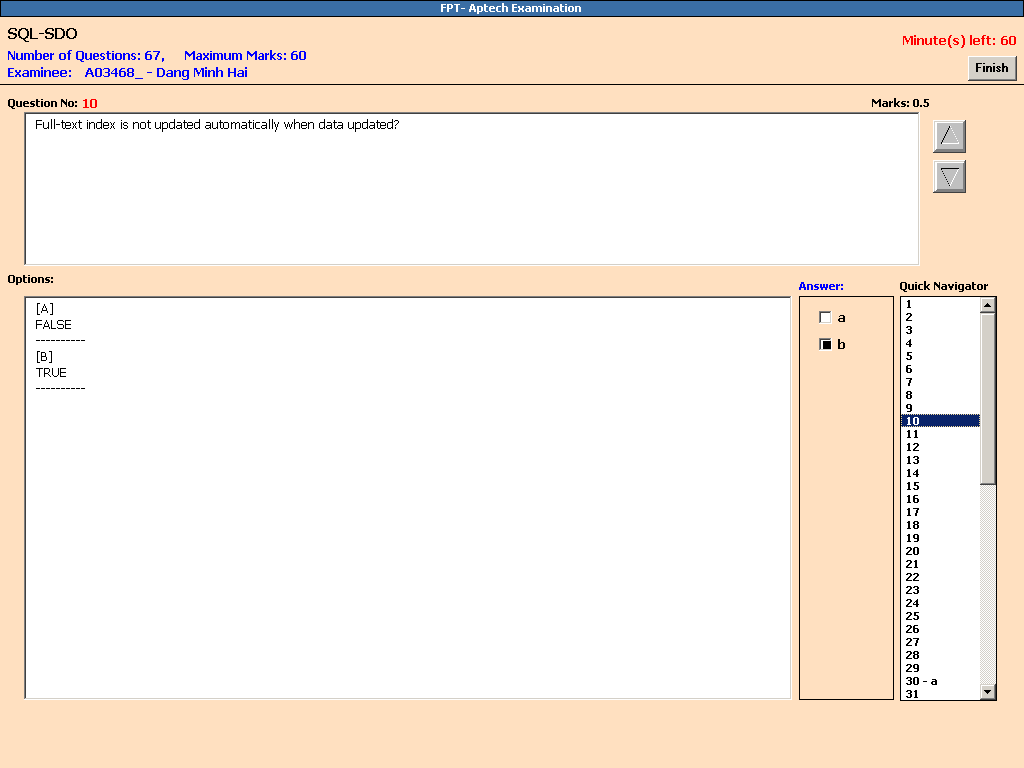 FPT- Aptech Examination
SQL-SDO
Number of Questions: 67, Maximum Marks: 60
Minute(s) left: 60
Examinee: A03468_ - Dang Minh Hai
Finish
Question No: 10
Marks: 0.5
Full-text index is not updated automatically when data updated?
Options:
Answer:
Quick Navigator
[A]
FALSE
----------
[B]
TRUE
----------
a
b
1
2
3
4
5
6
7
8
9
10
11
12
13
14
15
16
17
18
19
20
21
22
23
24
25
26
27
28
29
30 - a
31